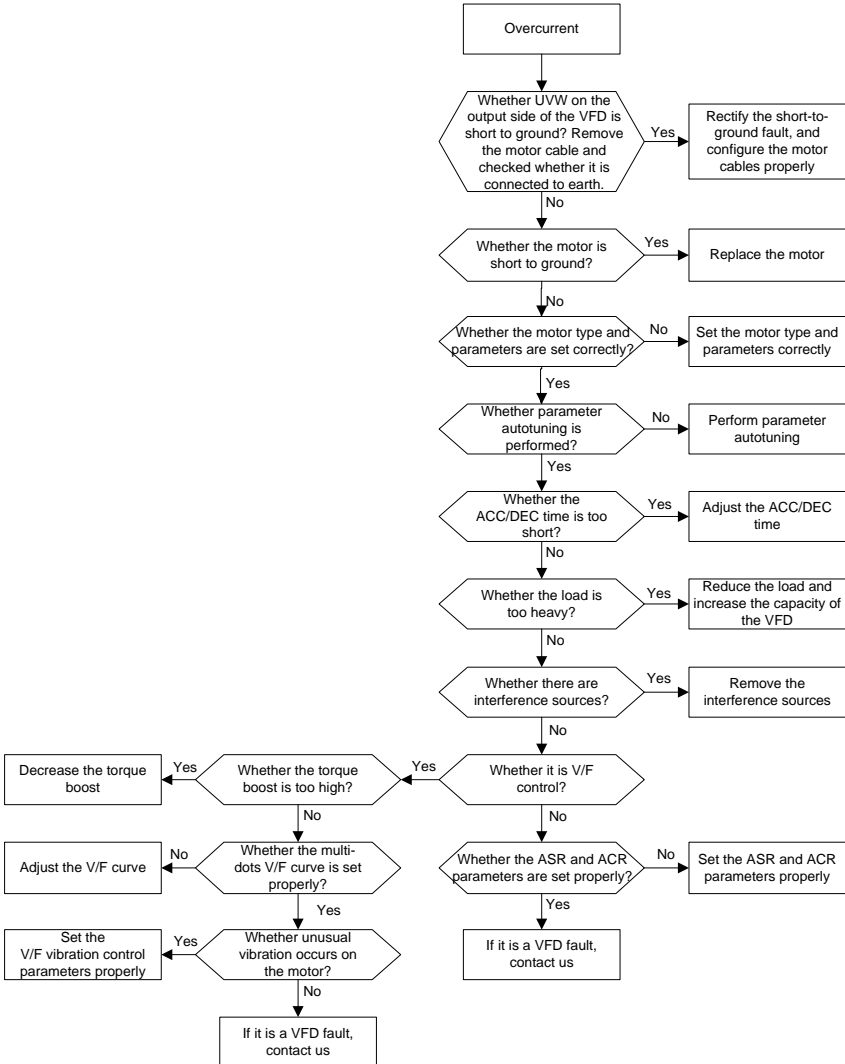 Overcurrent
Whether UVW on the
output side of the VFD is
short to ground? Remove
the motor cable and
checked whether it is
connected to earth.
Yes
Rectify the short-to-
ground fault, and
configure the motor
cables properly
No
Whether the motor is
short to ground?
Yes
Replace the motor
No
Whether the motor type and
parameters are set correctly?
No
Set the motor type and
parameters correctly
Yes
Whether parameter
autotuning is
performed?
No
Perform parameter
autotuning
Yes
Whether the
ACC/DEC time is too
short?
Yes
Adjust the ACC/DEC
time
No
Whether the load is
too heavy?
Yes
Reduce the load and
increase the capacity of
the VFD
No
Whether there are
interference sources?
Yes
Remove the
interference sources
No
Whether it is V/F
control?
Yes
Whether the torque
boost is too high?
Yes
Decrease the torque
boost
No
Whether the multi-
dots V/F curve is set
properly?
No
Adjust the V/F curve
Yes
Whether unusual
vibration occurs on
the motor?
Yes
Set the
V/F vibration control
parameters properly
No
If it is a VFD fault,
contact us
No
Whether the ASR and ACR
parameters are set properly?
No
Set the ASR and ACR
parameters properly
Yes
If it is a VFD fault,
contact us